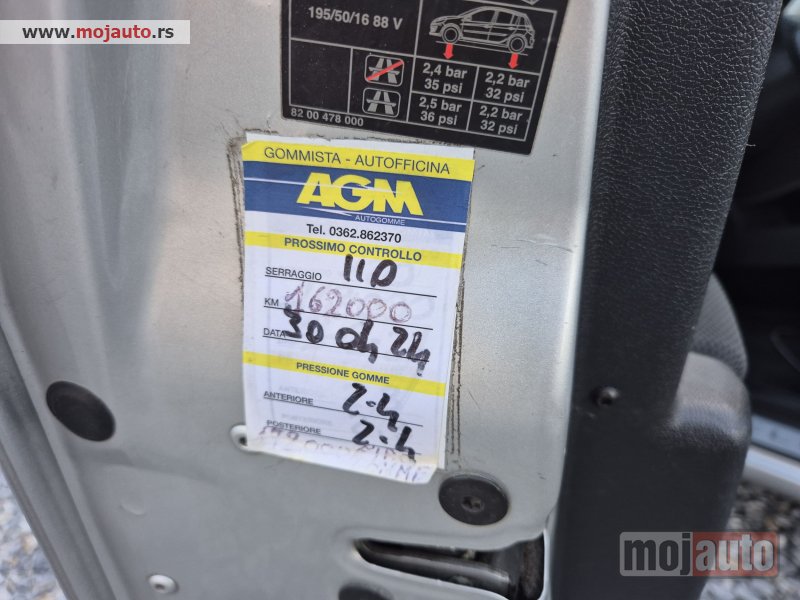 www.mojauto.rs
195/50/16 88 V
2,4 bar 2,2 bar
35 psi 32 psi
2,5 bar 2,2 bar
36 psi 32 psi
82 00 478 000
GOMMISTA - AUTOFFICINA
AGM
AUTOGOMME
Tel. 0362.862370
PROSSIMO CONTROLLO
SERRAGGIO 110
KM 162000
DATA 30 04 24
PRESSIONE GOMME
ANTERIORE 2.4
POSTERIORE 2.4
mojauto